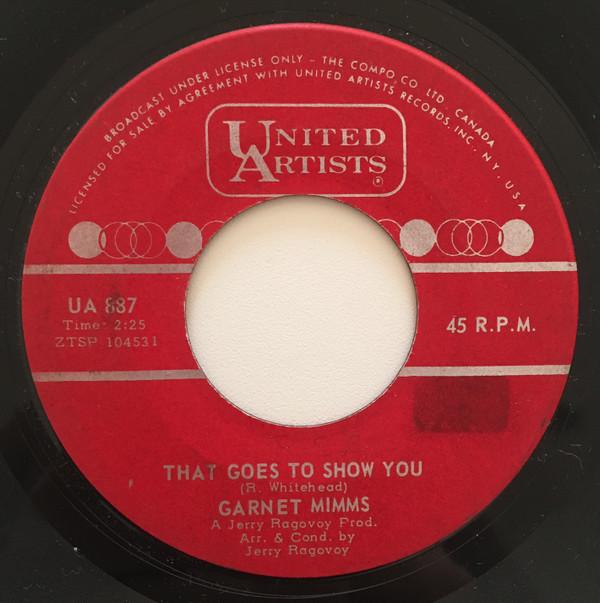 BROADCAST UNDER LICENSE ONLY – THE COMPO CO. LTD. CANADA
LICENSED FOR SALE BY AGREEMENT WITH UNITED ARTISTS RECORDS, INC., N.Y. USA
UNITED
ARTISTS
®
UA 887
Time: 2:25
ZTSP 104531
45 R.P.M.
THAT GOES TO SHOW YOU
(R. Whitehead)
GARNET MIMMS
A Jerry Ragovoy Prod.
Arr. & Cond. by
Jerry Ragovoy